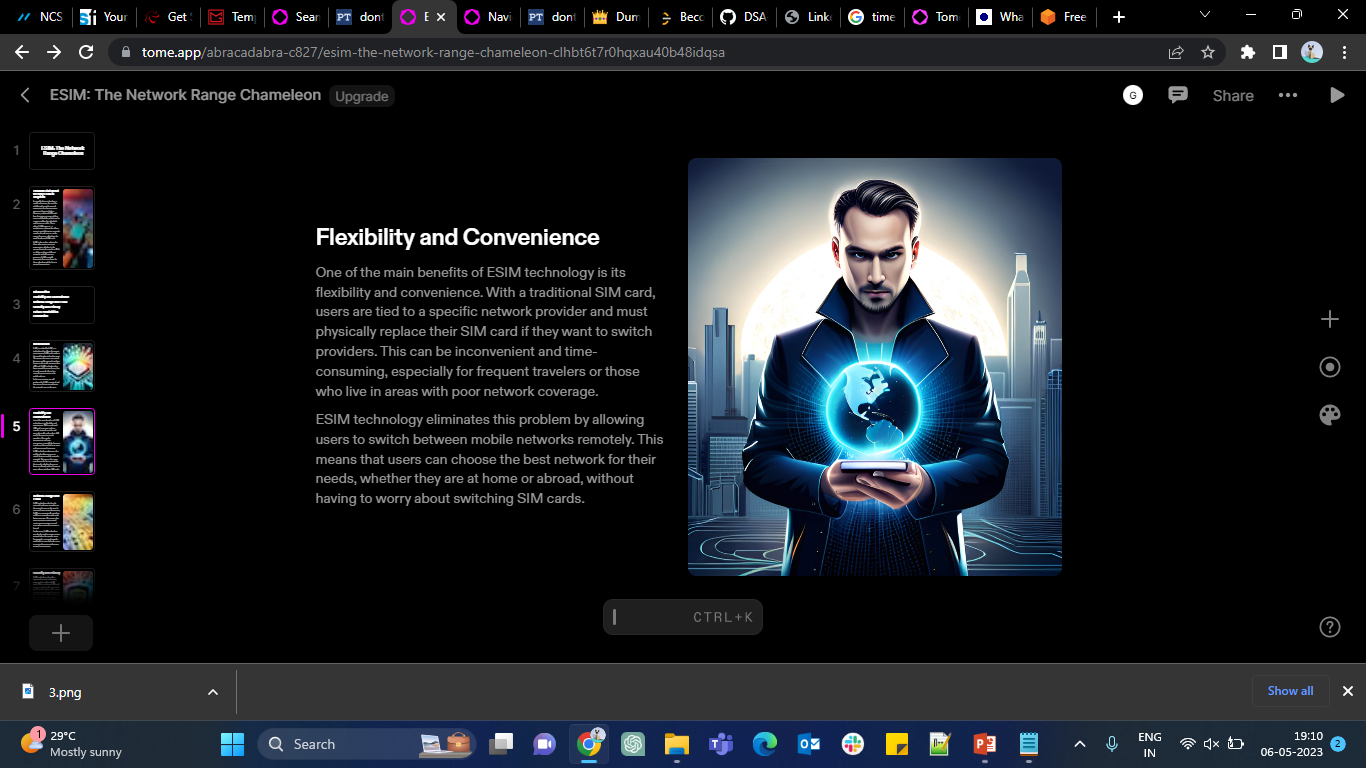 NCS
Your
Get S
Temp
Sean
dont
E
Navi
dont
Dum
Beco
DSA
Link
time
Tom
Wha
Free
tome.app/abracadabra-c827/esim-the-network-range-chameleon-clhbt6t7r0hqxau40b48idqsa
ESIM: The Network Range Chameleon Upgrade
G
Share
1
ESIM: The Network
Range Chameleon
2
3
4
5
6
7
Flexibility and Convenience
One of the main benefits of ESIM technology is its
flexibility and convenience. With a traditional SIM card,
users are tied to a specific network provider and must
physically replace their SIM card if they want to switch
providers. This can be inconvenient and time-
consuming, especially for frequent travelers or those
who live in areas with poor network coverage.
ESIM technology eliminates this problem by allowing
users to switch between mobile networks remotely. This
means that users can choose the best network for their
needs, whether they are at home or abroad, without
having to worry about switching SIM cards.
CTRL+K
3.png
Show all
1
29°C
Mostly sunny
Search
ENG
IN
19:10
06-05-2023
2